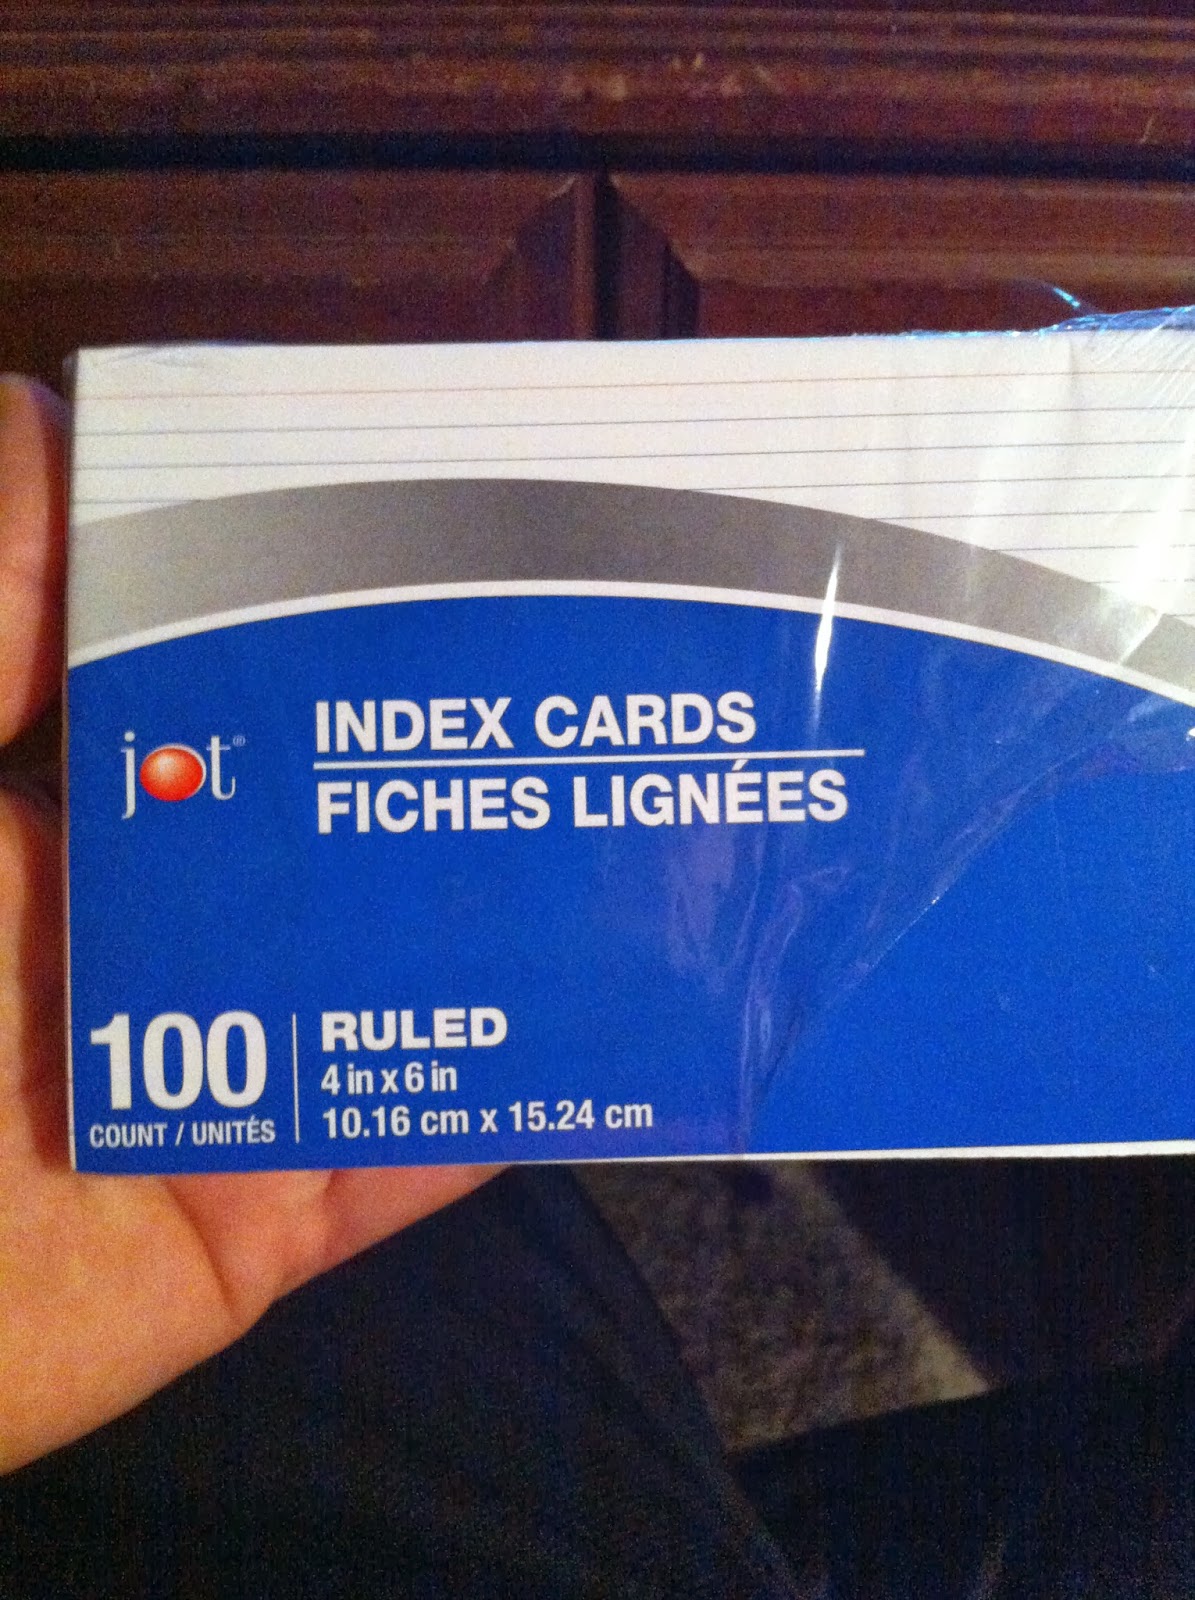 jot®
INDEX CARDS
FICHES LIGNÉES
100
COUNT / UNITÉS
RULED
4 in x 6 in
10.16 cm x 15.24 cm